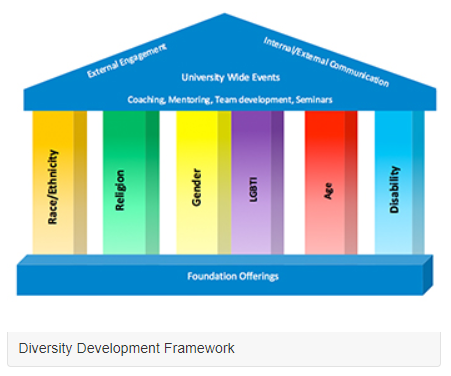 External Engagement
Internal/External Communication
University Wide Events
Coaching, Mentoring, Team development, Seminars
Race/Ethnicity
Religion
Gender
LGBTI
Age
Disability
Foundation Offerings
Diversity Development Framework